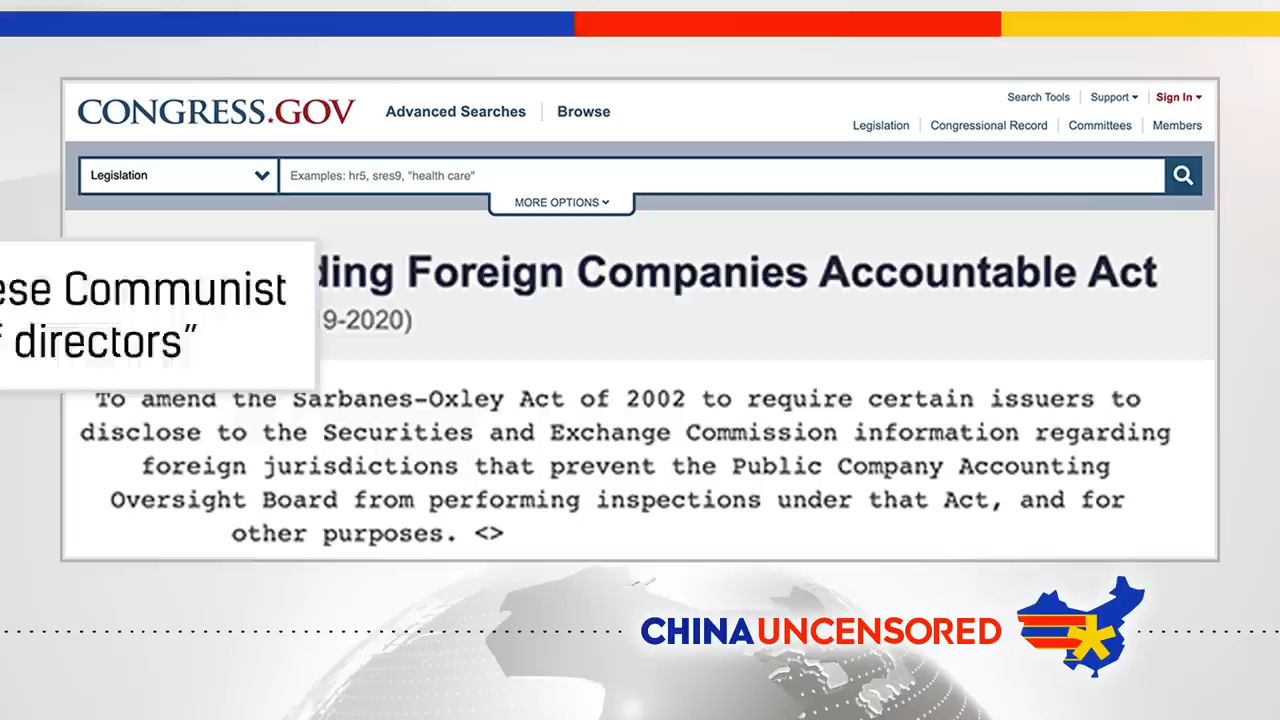 CONGRESS.GOV Advanced Searches Browse
Search Tools Support Sign In
Legislation Congressional Record Committees Members
Legislation Examples: hr5, sres9, "health care"
MORE OPTIONS
ding Foreign Companies Accountable Act
9-2020)
ese Communist
f directors”
To amend the Sarbanes-Oxley Act of 2002 to require certain issuers to
disclose to the Securities and Exchange Commission information regarding
foreign jurisdictions that prevent the Public Company Accounting
Oversight Board from performing inspections under that Act, and for
other purposes. <>
CHINA UNCENSORED